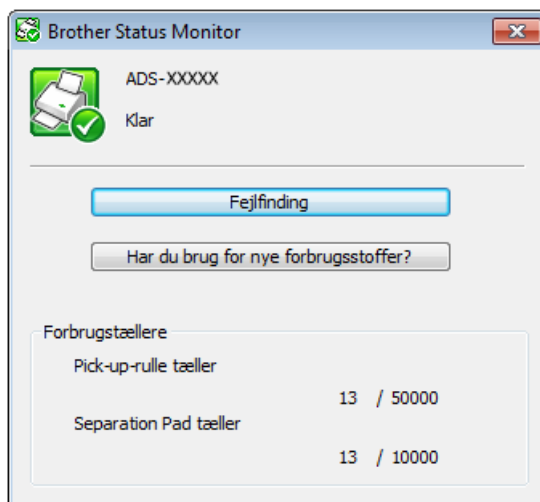 Brother Status Monitor
ADS-XXXXX
Klar
Fejlfinding
Har du brug for nye forbrugsstoffer?
Forbrugstællere
Pick-up-rulle tæller
13 / 50000
Separation Pad tæller
13 / 10000